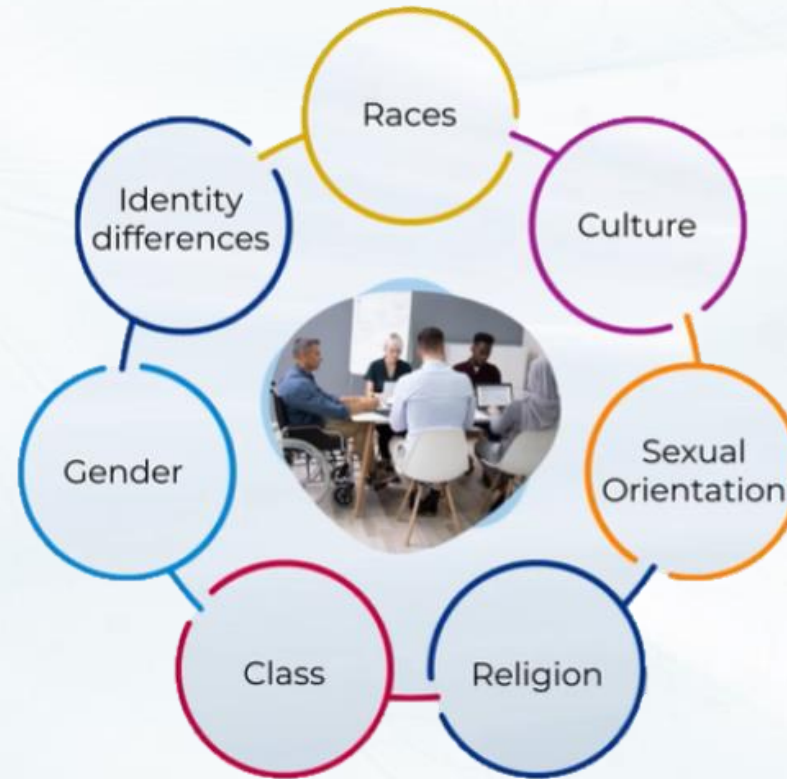 Races
Culture
Sexual
Orientation
Religion
Class
Gender
Identity
differences